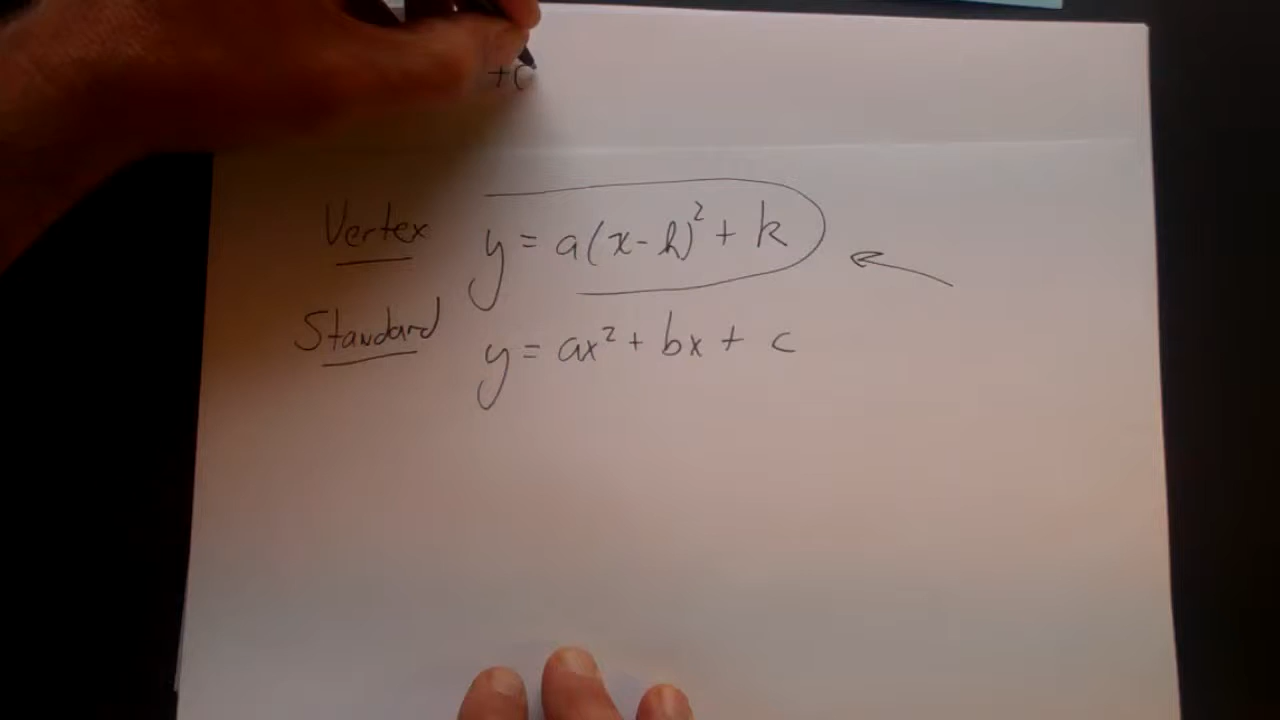 +
Vertex y = a(x-h)² + k
Standard y = ax² + bx + c